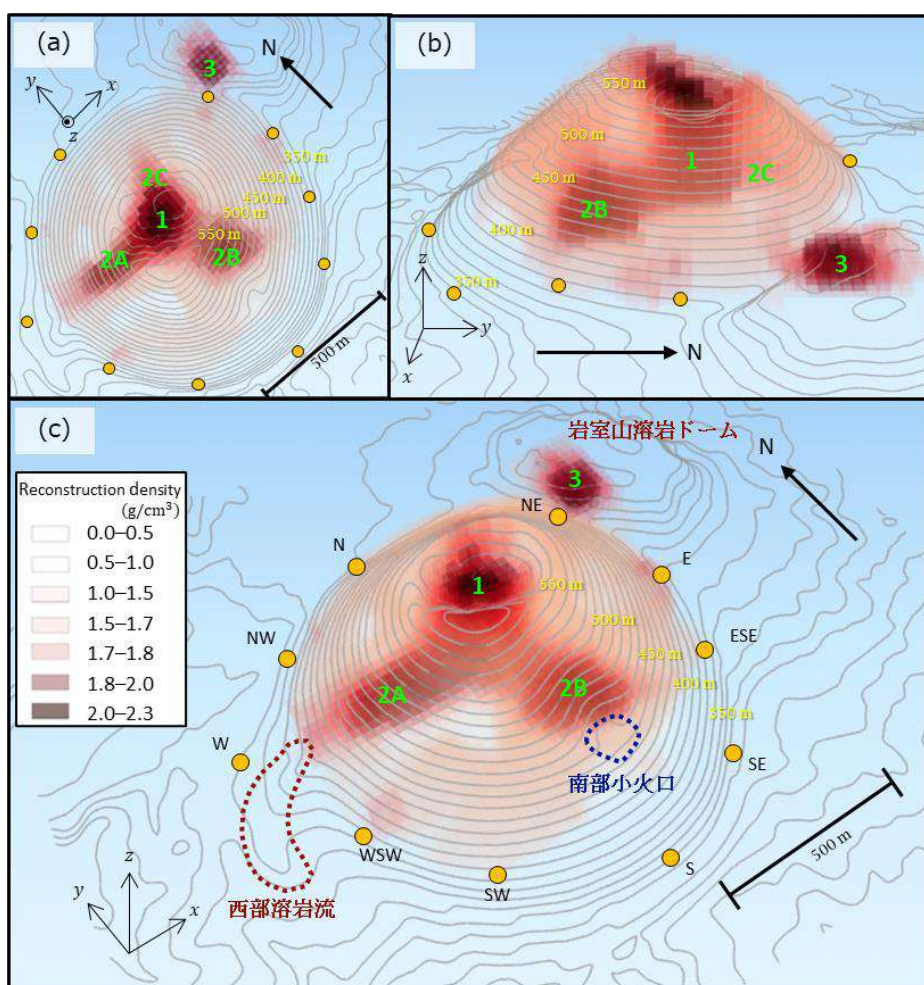 (a)
N
3
y
x
z
350 m
400 m
450 m
500 m
550 m
2C
1
2A
2B
500 m
(b)
550 m
500 m
450 m
400 m
350 m
1
2C
2B
3
z
y
x
N
(c)
岩室山溶岩ドーム
N
3
NE
N
E
1
550 m
500 m
450 m
400 m
350 m
ESE
NW
2A
2B
W
SE
南部小火口
WSW
SW
S
西部溶岩流
500 m
z
y
x
Reconstruction density
(g/cm³)
0.0–0.5
0.5–1.0
1.0–1.5
1.5–1.7
1.7–1.8
1.8–2.0
2.0–2.3